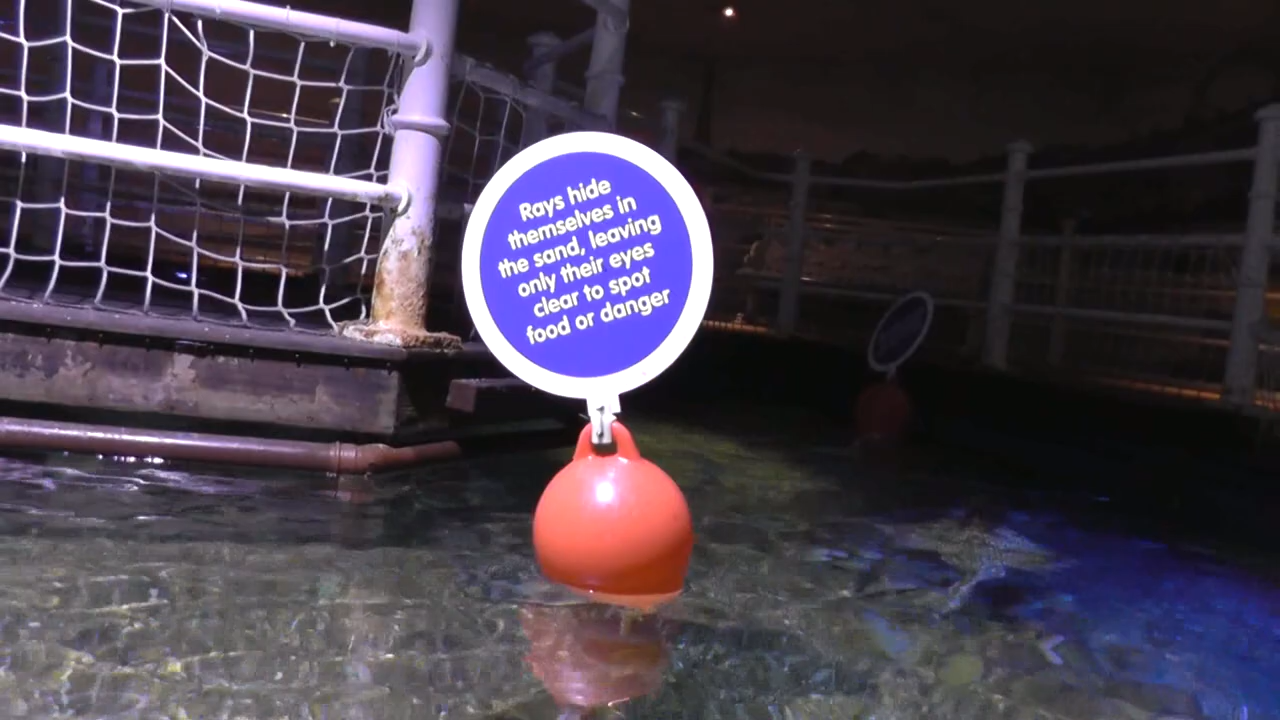 Rays hide
themselves in
the sand, leaving
only their eyes
clear to spot
food or danger